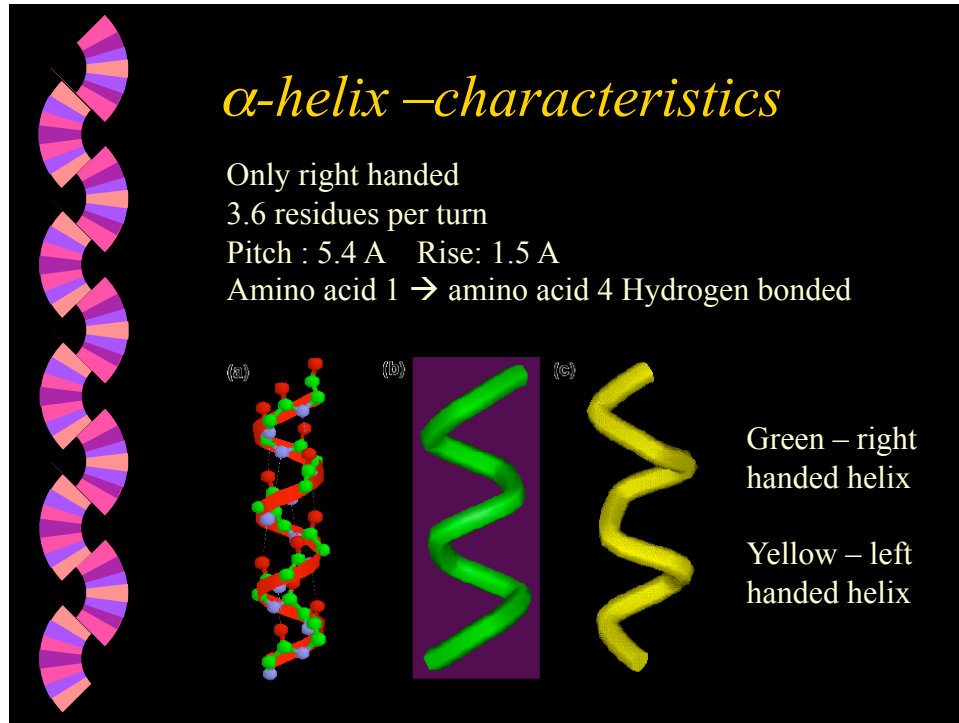 α-helix –characteristics
Only right handed
3.6 residues per turn
Pitch : 5.4 A    Rise: 1.5 A
Amino acid 1 → amino acid 4 Hydrogen bonded
(a)
(b)
(c)
Green – right
handed helix
Yellow – left
handed helix